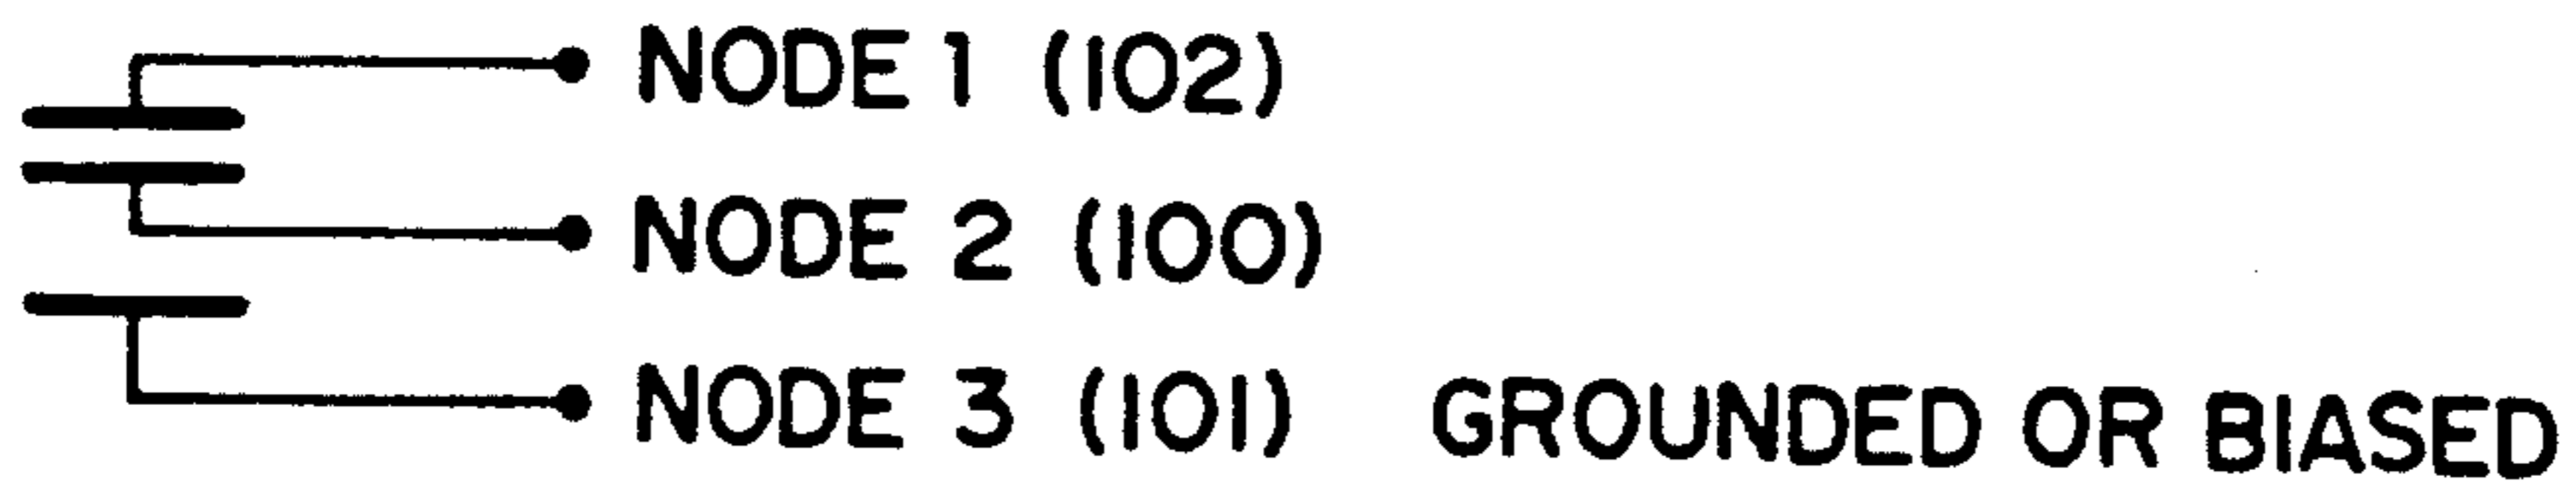 NODE 1 (102)
NODE 2 (100)
NODE 3 (101) GROUNDED OR BIASED